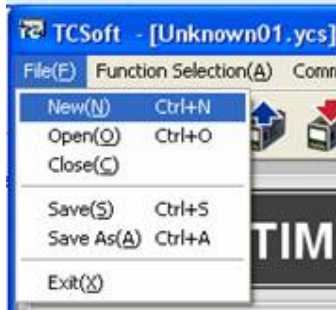 TCSoft - [Unknown01.ycs]
File(F) Function Selection(A) Comm
New(N) Ctrl+N
Open(O) Ctrl+O
Close(C)
Save(S) Ctrl+S
Save As(A) Ctrl+A
TIM
Exit(X)